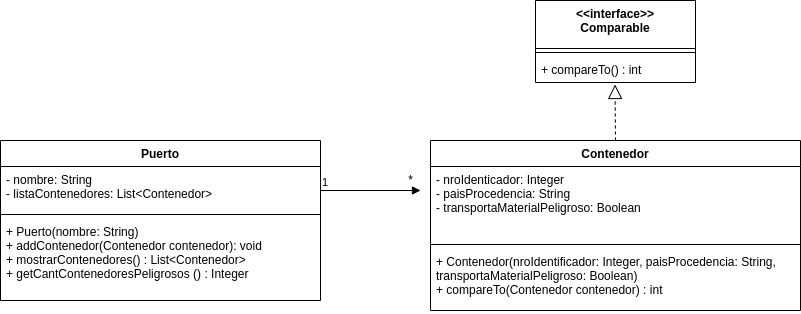 <<interface>>
Comparable
+ compareTo() : int
Puerto
- nombre: String
- listaContenedores: List<Contenedor>
+ Puerto(nombre: String)
+ addContenedor(Contenedor contenedor): void
+ mostrarContenedores() : List<Contenedor>
+ getCantContenedoresPeligrosos () : Integer
1
*
Contenedor
- nroIdentificador: Integer
- paisProcedencia: String
- transportaMaterialPeligroso: Boolean
+ Contenedor(nroIdentificador: Integer, paisProcedencia: String,
transportaMaterialPeligroso: Boolean)
+ compareTo(Contenedor contenedor) : int